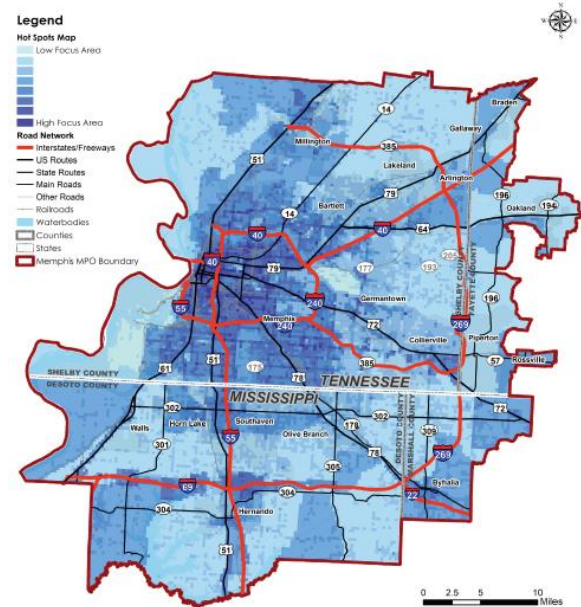 Legend
Hot Spots Map
Low Focus Area
High Focus Area
Road Network
Interstates/Freeways
US Routes
State Routes
Main Roads
Other Roads
Railroads
Waterbodies
Counties
States
Memphis MPO Boundary
N
W E
S
14
Braden
Gallaway
51
Millington
385
Lakeland
Arlington
79
196
194
Oakland
Bartlett
14
64
40
40
40
79
177
193
205
SHELBY COUNTY
FAYETTE COUNTY
240
Germantown
196
55
Memphis
240
72
269
Collierville
Piperton
385
57
Rossville
61
51
175
78
SHELBY COUNTY
DESOTO COUNTY
TENNESSEE
MISSISSIPPI
72
302
302
Walls
Horn Lake
Southaven
178
309
301
Olive Branch
55
78
DESOTO COUNTY
MARSHALL COUNTY
305
269
69
304
Byhalia
22
304
Hernando
51
0 2.5 5 10
Miles